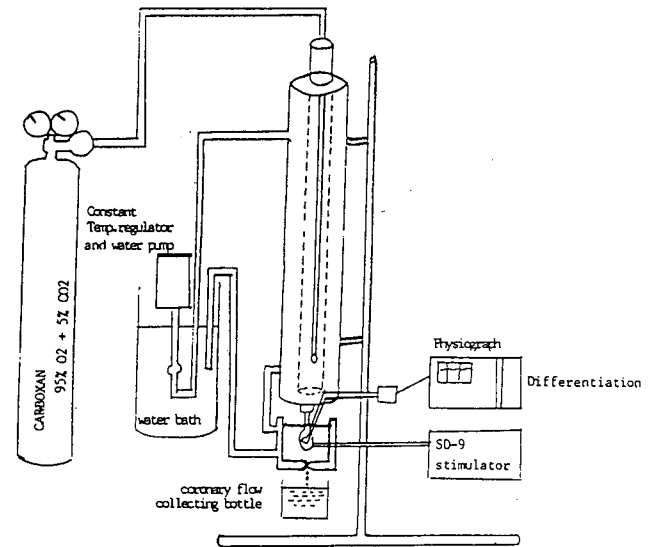 Constant
Temp.regulator
and water pump
CARBOXAN
95% O2 + 5% CO2
water bath
Physiograph
Differentiation
SD-9
stimulator
coronary flow
collecting bottle